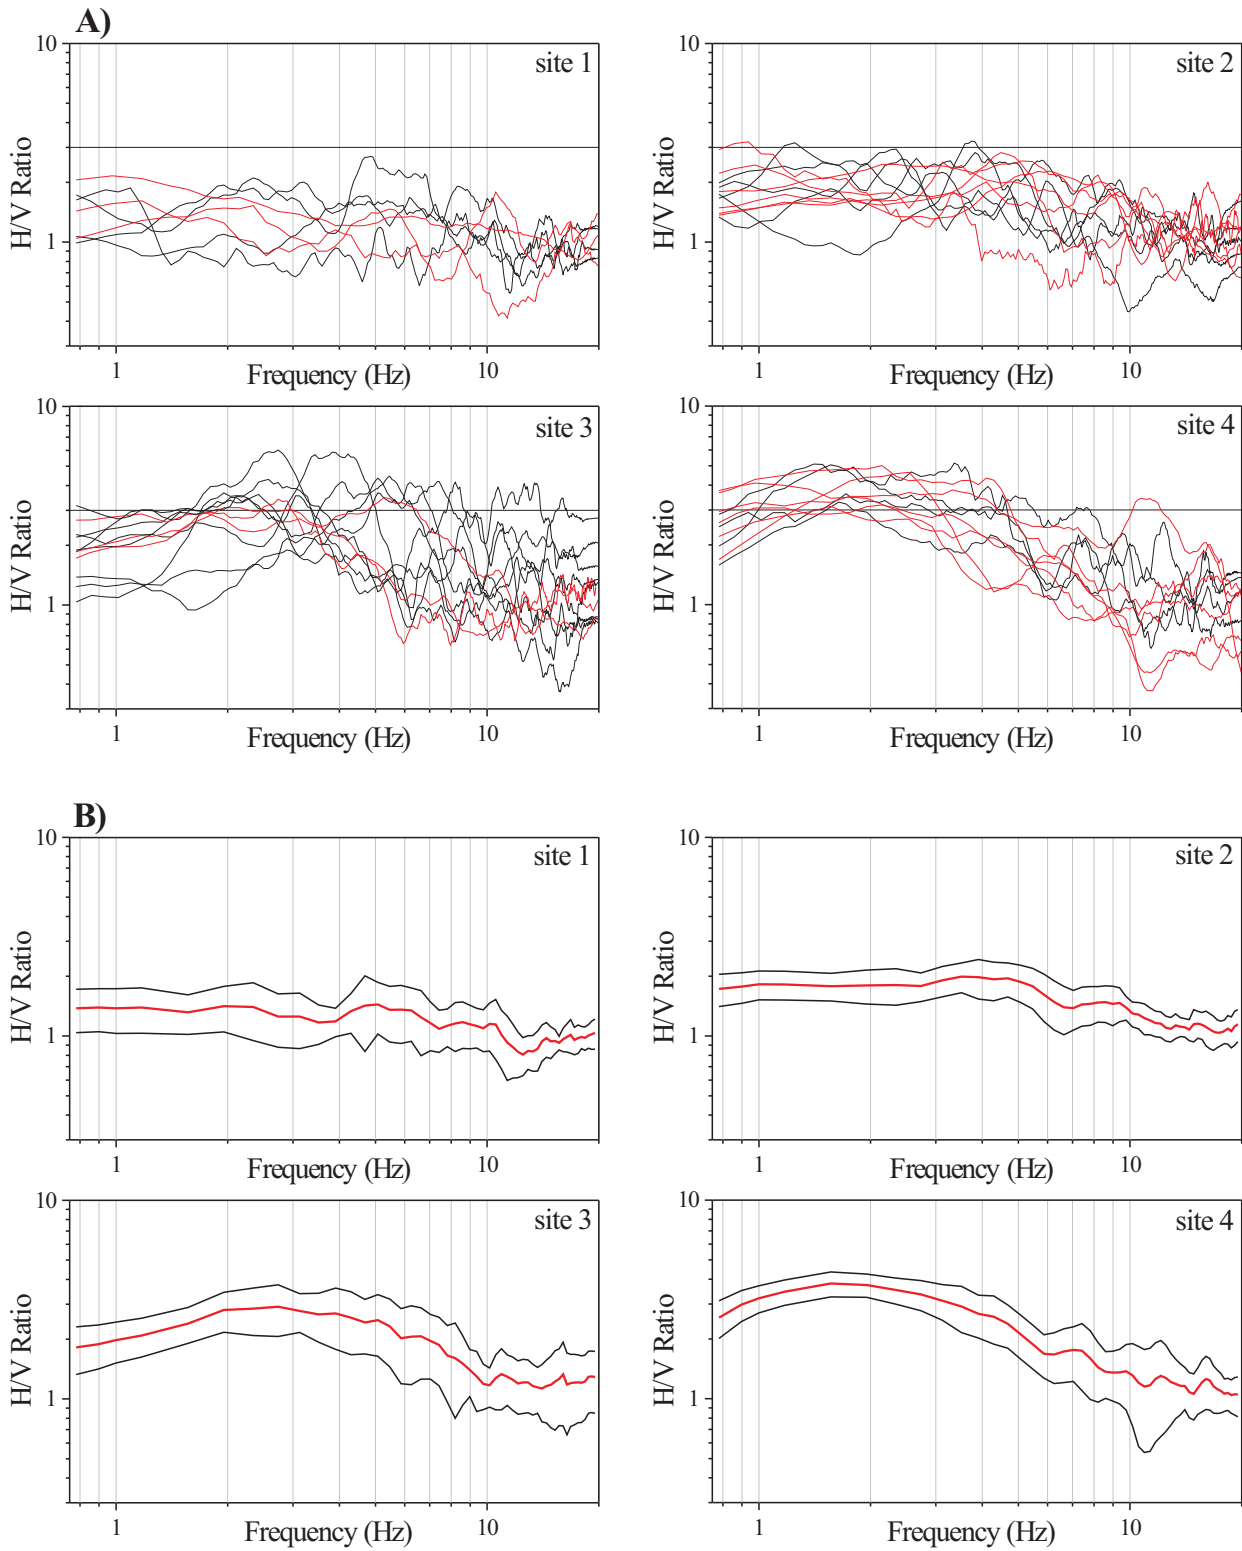 A)
10
site 1
H/V Ratio
1
1
Frequency (Hz)
10
10
site 2
H/V Ratio
1
1
Frequency (Hz)
10
10
site 3
H/V Ratio
1
1
Frequency (Hz)
10
10
site 4
H/V Ratio
1
1
Frequency (Hz)
10
B)
10
site 1
H/V Ratio
1
1
Frequency (Hz)
10
10
site 2
H/V Ratio
1
1
Frequency (Hz)
10
10
site 3
H/V Ratio
1
1
Frequency (Hz)
10
10
site 4
H/V Ratio
1
1
Frequency (Hz)
10